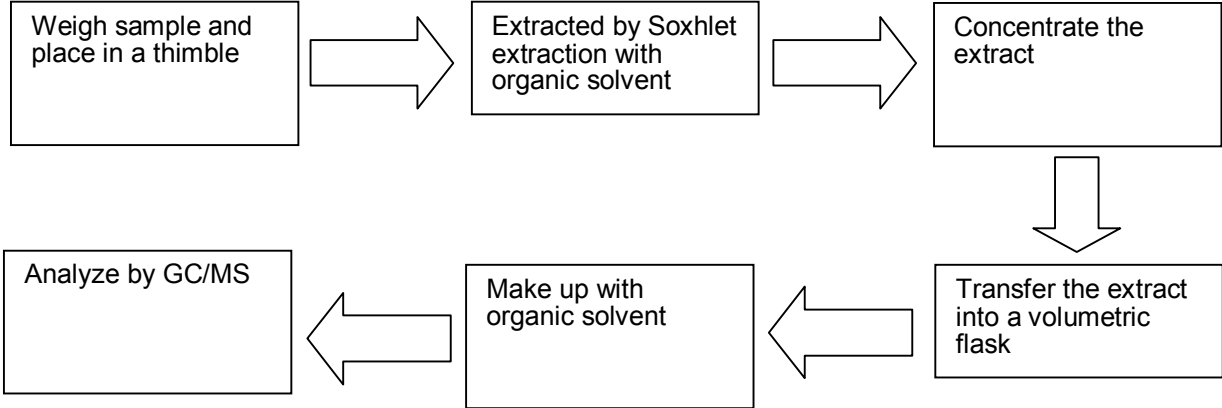 Weigh sample and
place in a thimble
Extracted by Soxhlet
extraction with
organic solvent
Concentrate the
extract
Transfer the extract
into a volumetric
flask
Make up with
organic solvent
Analyze by GC/MS